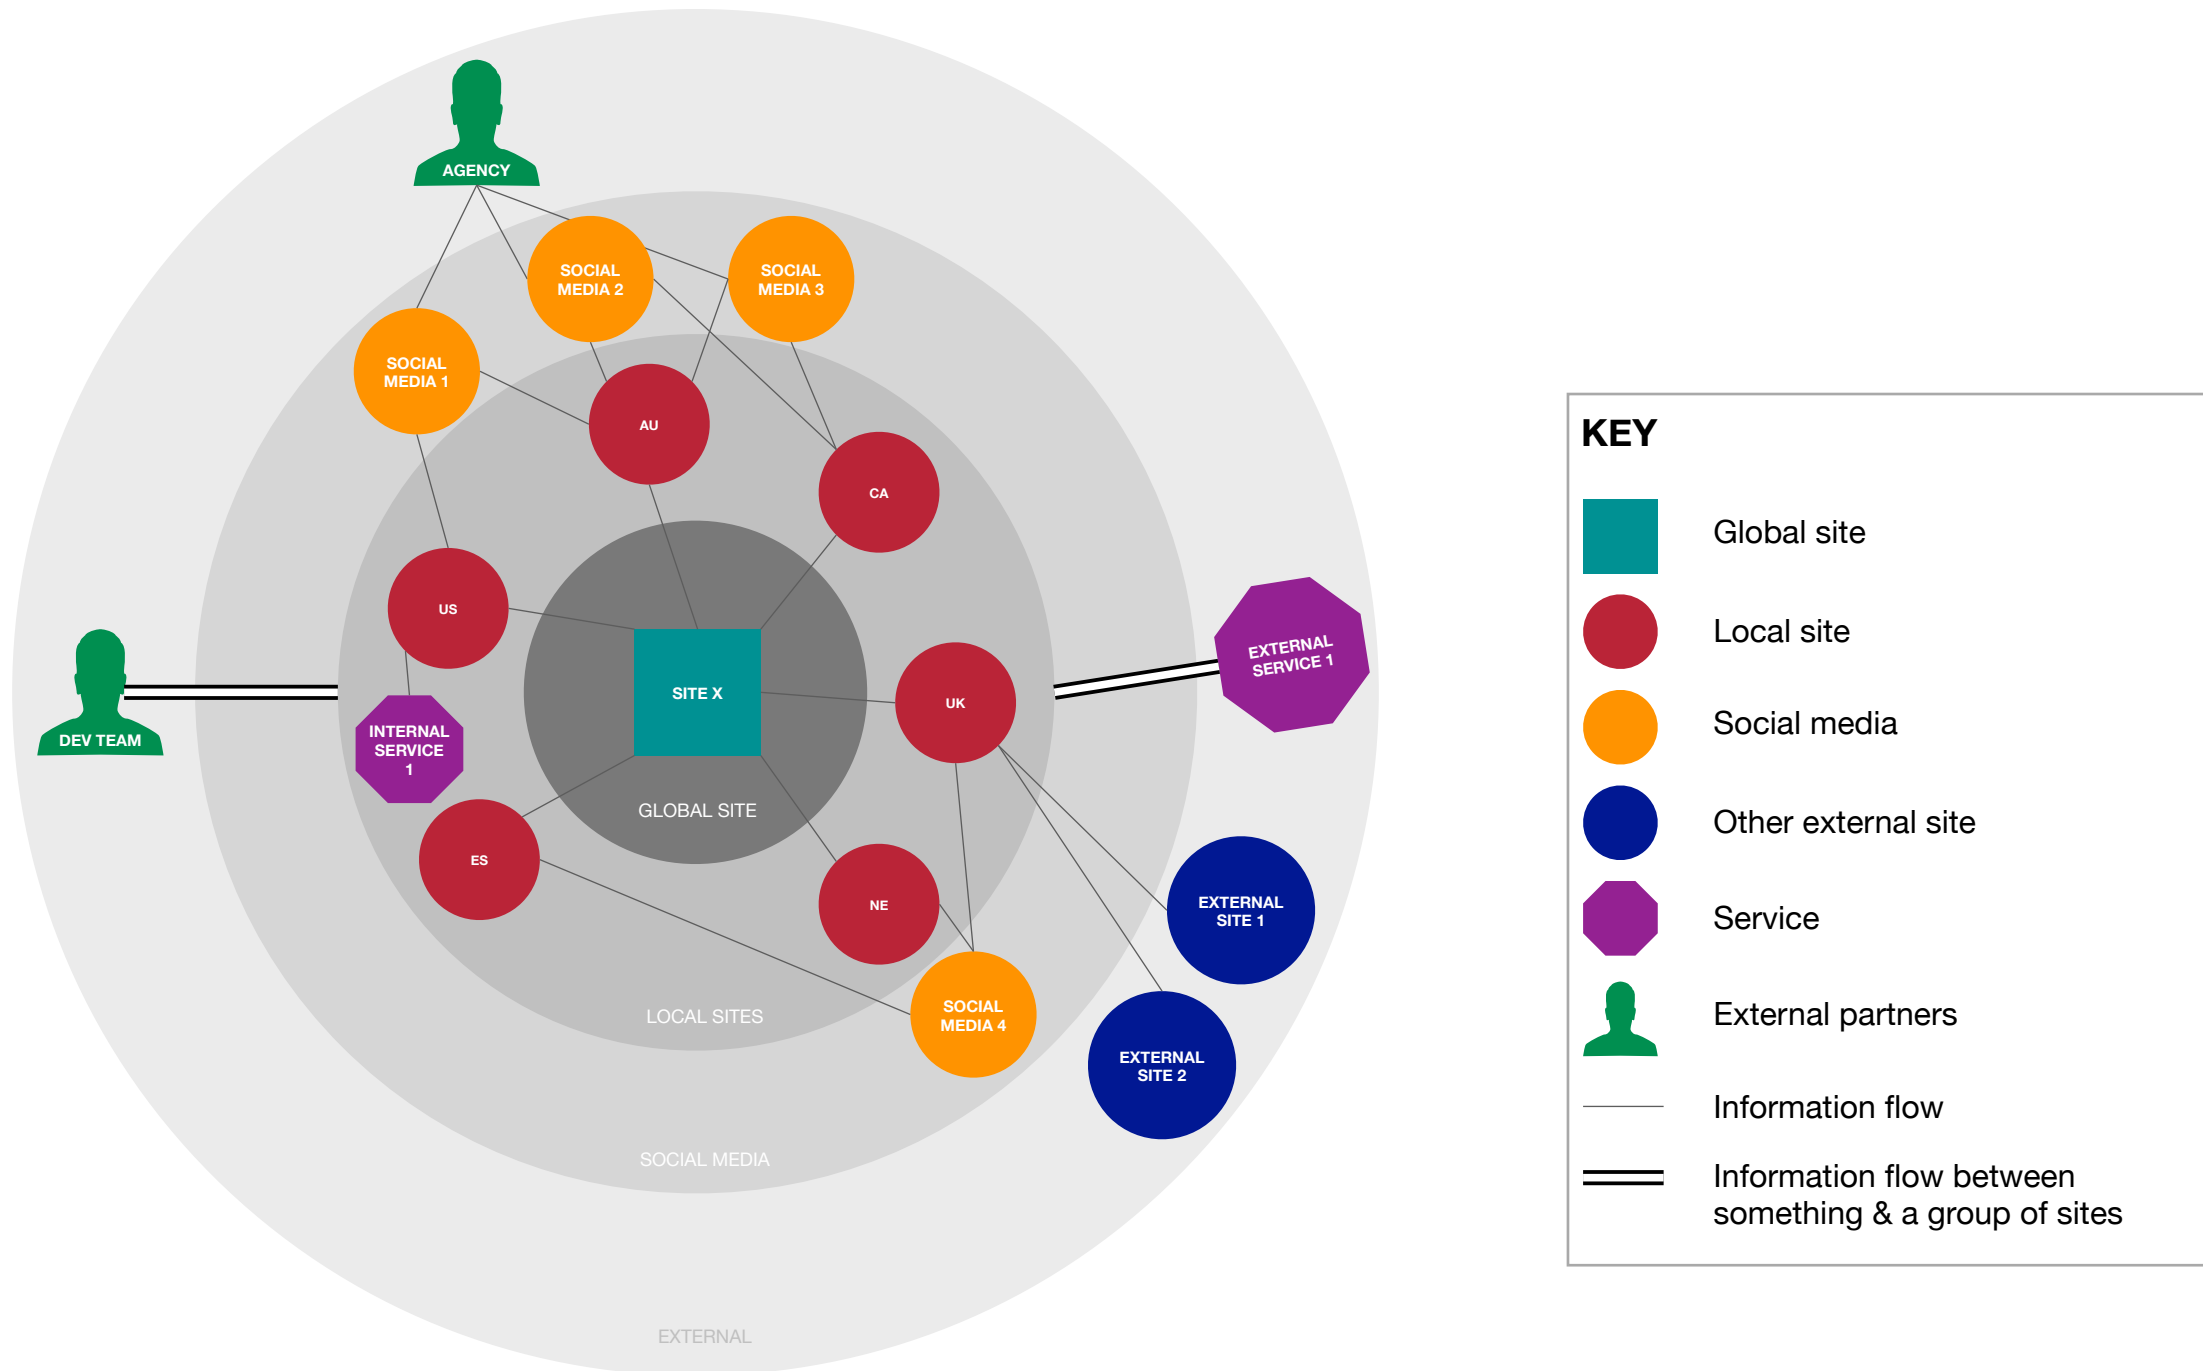 AGENCY
SOCIAL
MEDIA 2
SOCIAL
MEDIA 3
SOCIAL
MEDIA 1
AU
CA
US
SITE X
UK
EXTERNAL
SERVICE 1
DEV TEAM
INTERNAL
SERVICE
1
GLOBAL SITE
ES
NE
EXTERNAL
SITE 1
LOCAL SITES
SOCIAL
MEDIA 4
EXTERNAL
SITE 2
SOCIAL MEDIA
EXTERNAL
KEY
Global site
Local site
Social media
Other external site
Service
External partners
Information flow
Information flow between
something & a group of sites